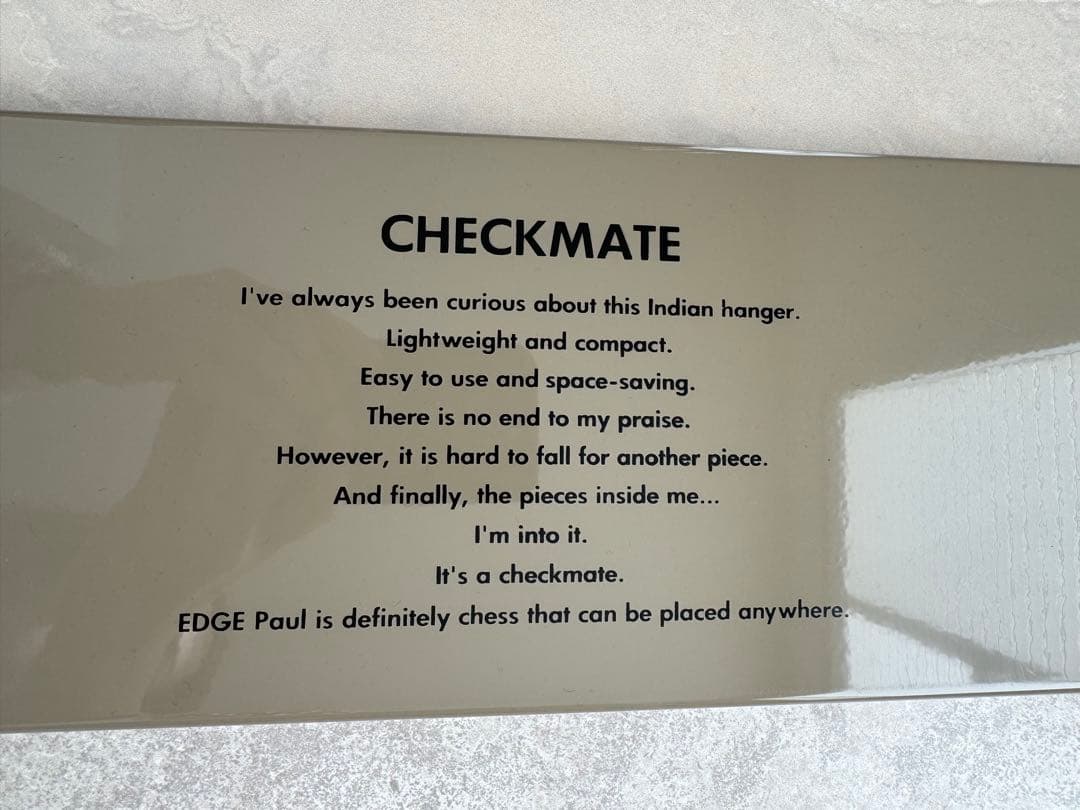 CHECKMATE
I've always been curious about this Indian hanger.
Lightweight and compact.
Easy to use and space-saving.
There is no end to my praise.
However, it is hard to fall for another piece.
And finally, the pieces inside me...
I'm into it.
It's a checkmate.
EDGE Paul is definitely chess that can be placed anywhere.